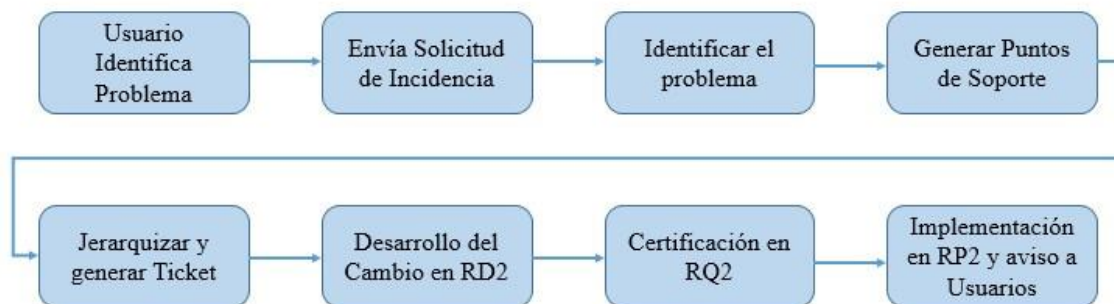 Usuario
Identifica
Problema
Envía Solicitud
de Incidencia
Identificar el
problema
Generar Puntos
de Soporte
Jerarquizar y
generar Ticket
Desarrollo del
Cambio en RD2
Certificación en
RQ2
Implementación
en RP2 y aviso a
Usuarios